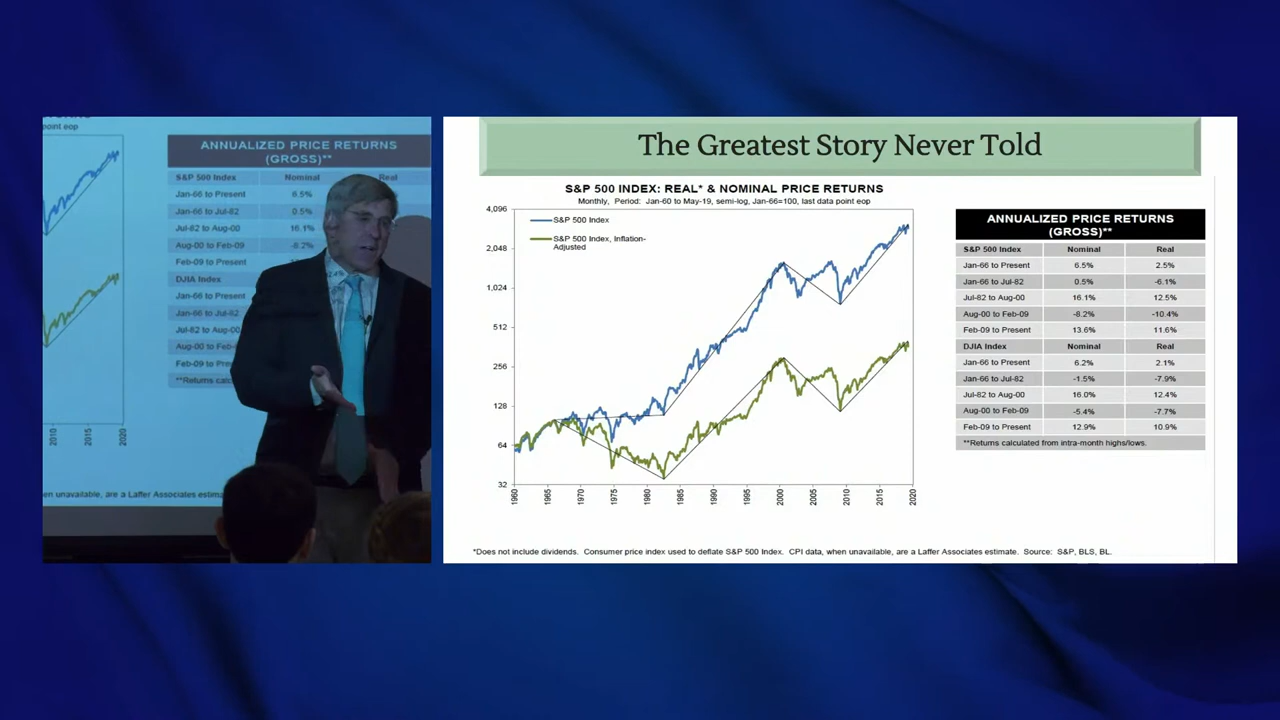 point eop
ANNUALIZED PRICE RETURNS
(GROSS)**
S&P 500 Index Nominal Real
Jan-66 to Present 6.5%
Jan-66 to Jul-82 0.5%
Jul-82 to Aug-00 16.1%
Aug-00 to Feb-09 -8.2%
Feb-09 to Present
DJIA Index
Jan-66 to Present
Jan-66 to Jul-82
Jul-82 to Aug-00
Aug-00 to Feb-
Feb-09 to Prese
**Returns calc
2010 2015 2020
en unavailable, are a Laffer Associates estima
The Greatest Story Never Told
S&P 500 INDEX: REAL* & NOMINAL PRICE RETURNS
Monthly, Period: Jan-60 to May-19, semi-log, Jan-66=100, last data point eop
4,096
2,048
1,024
512
256
128
64
32
S&P 500 Index
S&P 500 Index, Inflation-
Adjusted
1960 1965 1970 1975 1980 1985 1990 1995 2000 2005 2010 2015 2020
ANNUALIZED PRICE RETURNS
(GROSS)**
S&P 500 Index Nominal Real
Jan-66 to Present 6.5% 2.5%
Jan-66 to Jul-82 0.5% -6.1%
Jul-82 to Aug-00 16.1% 12.5%
Aug-00 to Feb-09 -8.2% -10.4%
Feb-09 to Present 13.6% 11.6%
DJIA Index Nominal Real
Jan-66 to Present 6.2% 2.1%
Jan-66 to Jul-82 -1.5% -7.9%
Jul-82 to Aug-00 16.0% 12.4%
Aug-00 to Feb-09 -5.4% -7.7%
Feb-09 to Present 12.9% 10.9%
**Returns calculated from intra-month highs/lows.
*Does not include dividends. Consumer price index used to deflate S&P 500 Index. CPI data, when unavailable, are a Laffer Associates estimate. Source: S&P, BLS, BL.